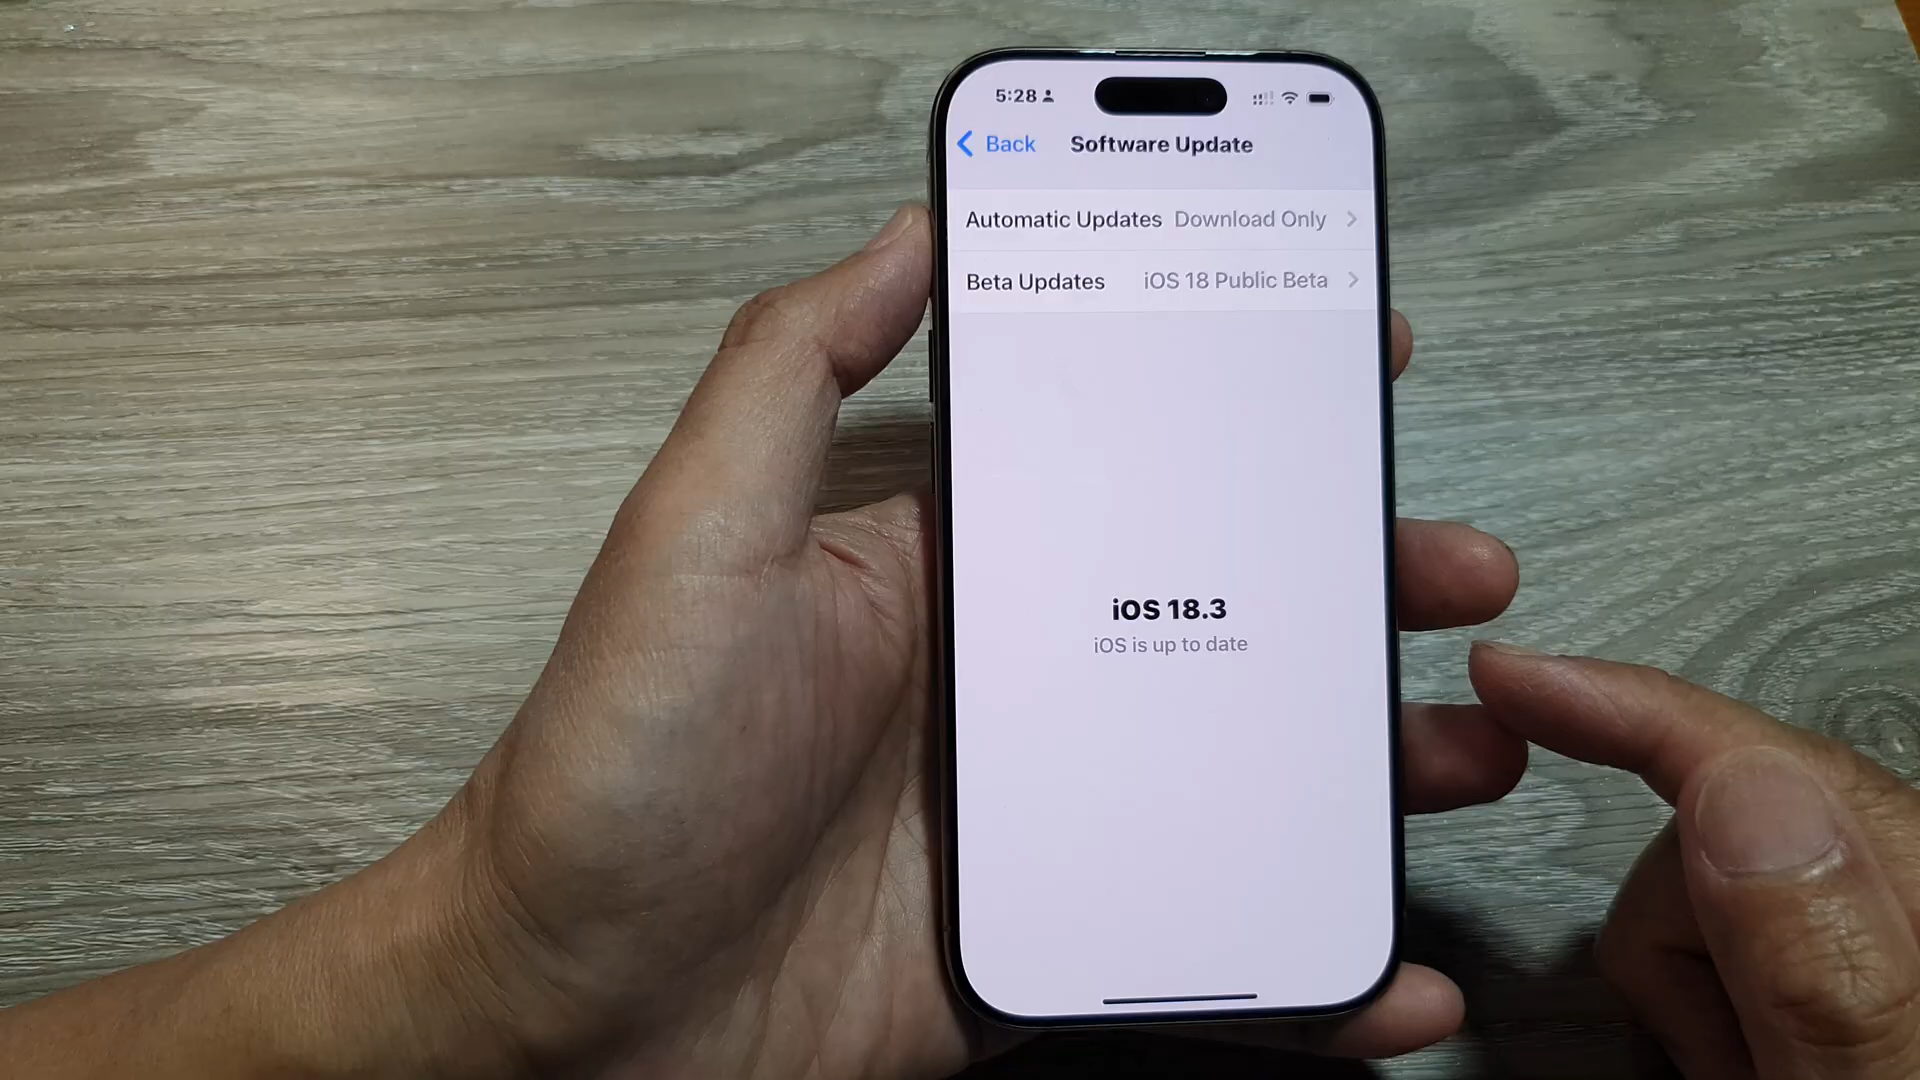 5:28
Back Software Update
Automatic Updates Download Only
Beta Updates iOS 18 Public Beta
iOS 18.3
iOS is up to date